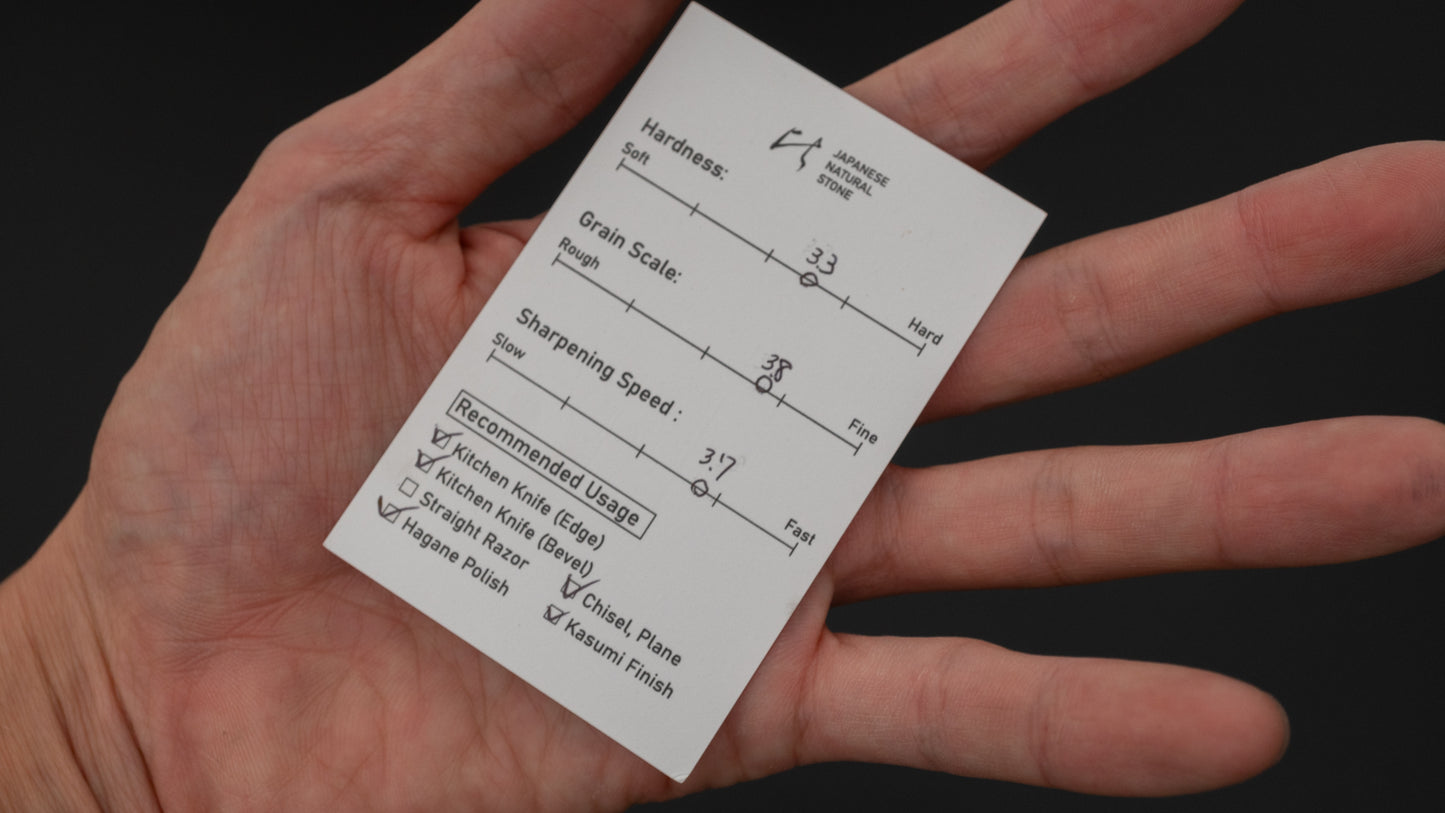 JAPANESE
NATURAL
STONE
Hardness:
Soft
3.3
Hard
Grain Scale:
Rough
3.8
Fine
Sharpening Speed :
Slow
3.7
Fast
Recommended Usage
Kitchen Knife (Edge)
Kitchen Knife (Bevel)
Straight Razor
Chisel, Plane
Hagane Polish
Kasumi Finish